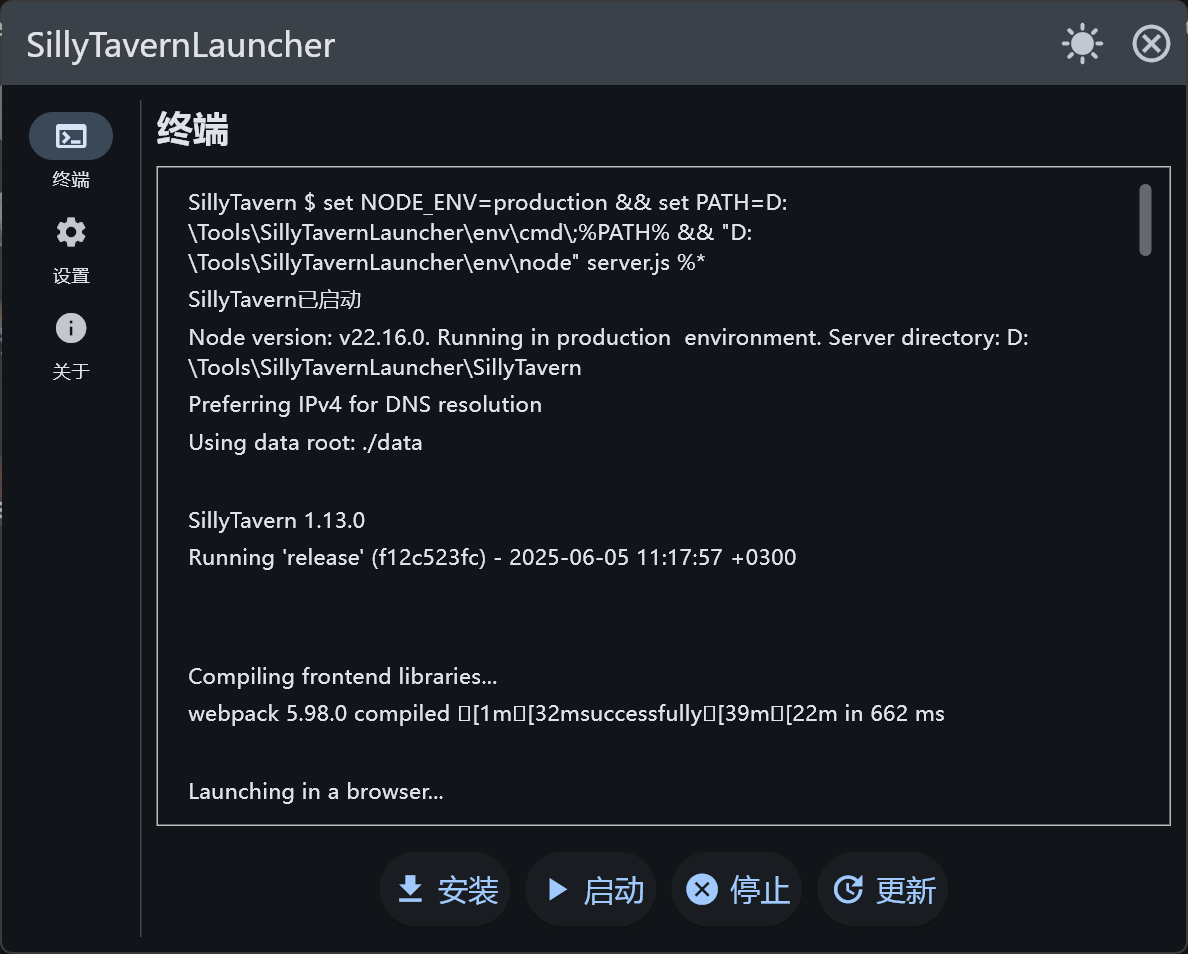 SillyTavernLauncher
终端
设置
关于
终端
SillyTavern $ set NODE_ENV=production && set PATH=D:
\Tools\SillyTavernLauncher\env\cmd\;%PATH% && "D:
\Tools\SillyTavernLauncher\env\node" server.js %*
SillyTavern已启动
Node version: v22.16.0. Running in production  environment. Server directory: D:
\Tools\SillyTavernLauncher\SillyTavern
Preferring IPv4 for DNS resolution
Using data root: ./data
SillyTavern 1.13.0
Running 'release' (f12c523fc) - 2025-06-05 11:17:57 +0300
Compiling frontend libraries...
webpack 5.98.0 compiled ▯[1m▯[32msuccessfully▯[39m▯[22m in 662 ms
Launching in a browser...
安装 启动 停止 更新